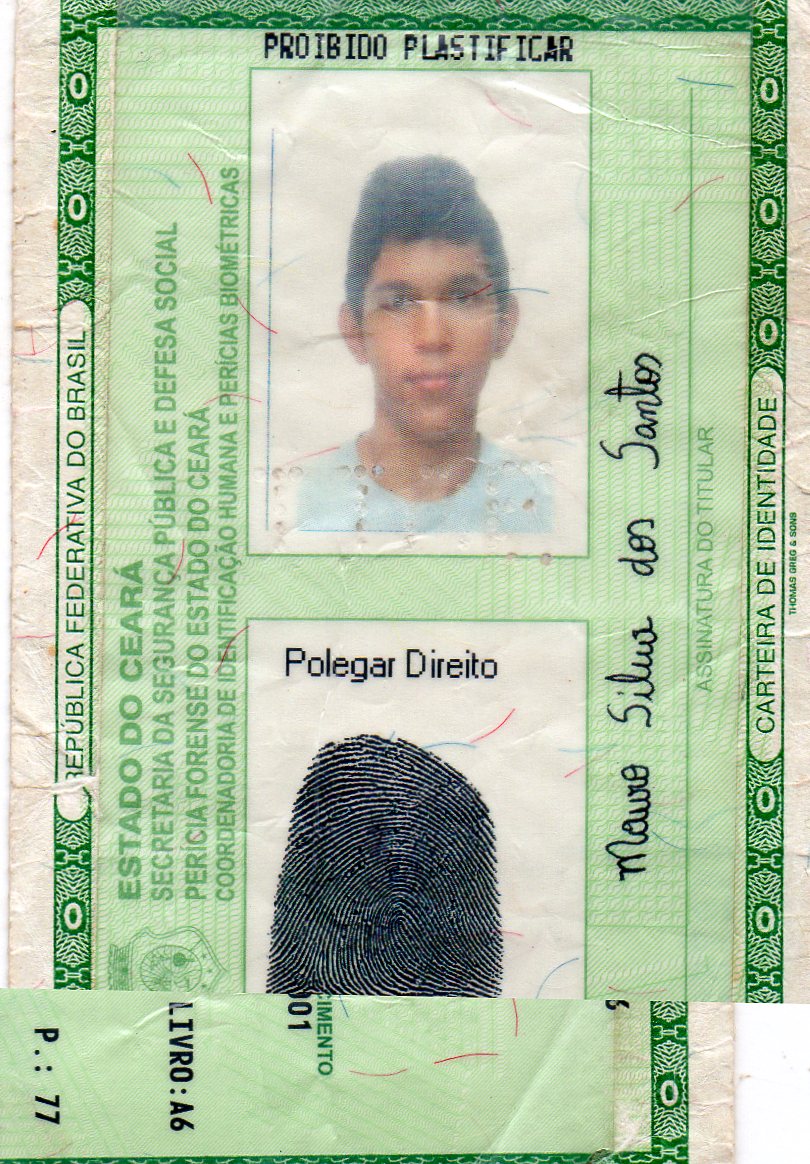 PROIBIDO PLASTIFICAR
REPÚBLICA FEDERATIVA DO BRASIL
ESTADO DO CEARÁ
SECRETARIA DA SEGURANÇA PÚBLICA E DEFESA SOCIAL
PERÍCIA FORENSE DO ESTADO DO CEARÁ
COORDENADORIA DE IDENTIFICAÇÃO HUMANA E PERÍCIAS BIOMÉTRICAS
Polegar Direito
Mauro Silva dos Santos
ASSINATURA DO TITULAR
CARTEIRA DE IDENTIDADE
THOMAS GREG & SONS
CIMENTO
001
LIVRO:A6
P.: 77